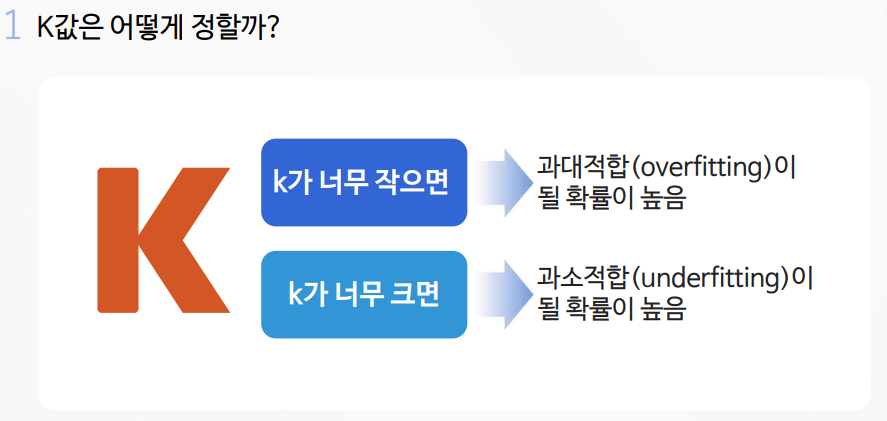 1 K값은 어떻게 정할까?
K
k가 너무 작으면
과대적합(overfitting)이
될 확률이 높음
k가 너무 크면
과소적합(underfitting)이
될 확률이 높음